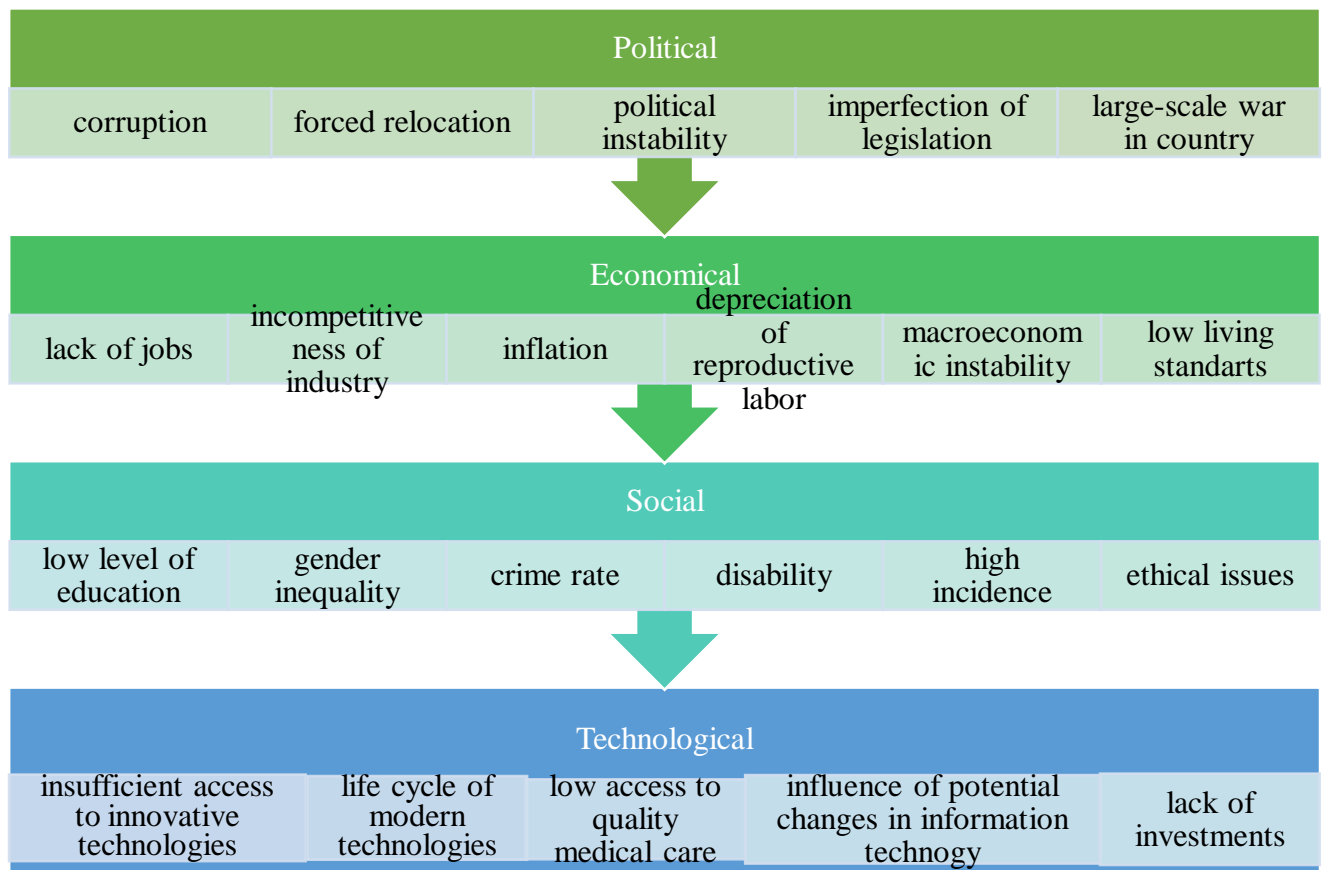 Political
corruption
forced relocation
political
instability
imperfection of
legislation
large-scale war
in country
Economical
lack of jobs
incompetitive
ness of
industry
inflation
depreciation
of
reproductive
labor
macroeconom
ic instability
low living
standarts
Social
low level of
education
gender
inequality
crime rate
disability
high
incidence
ethical issues
Technological
insufficient access
to innovative
technologies
life cycle of
modern
technologies
low access to
quality
medical care
influence of potential
changes in information
technogy
lack of
investments